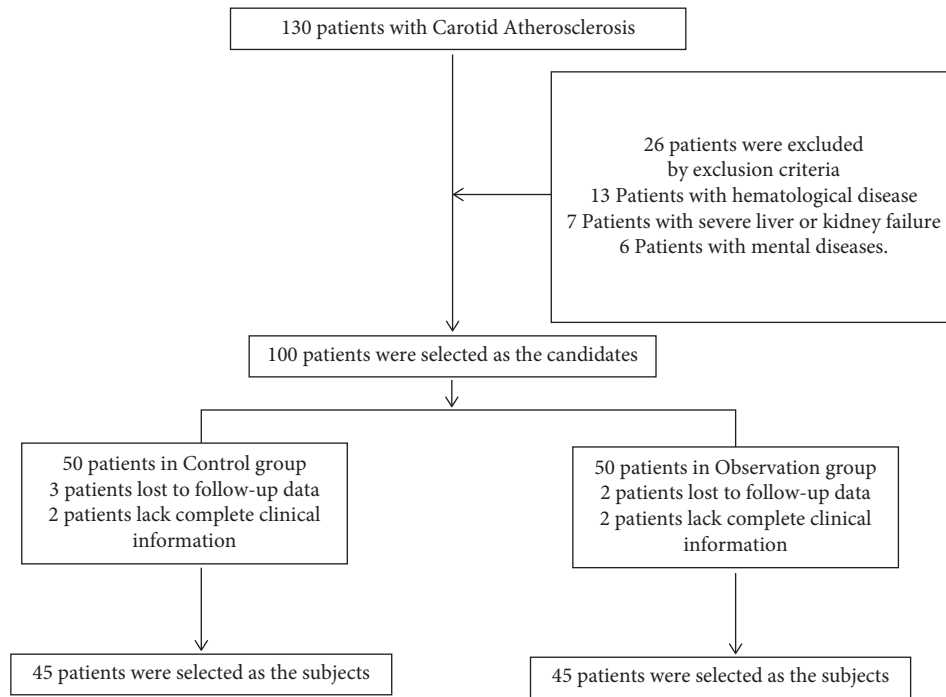 130 patients with Carotid Atherosclerosis
26 patients were excluded
by exclusion criteria
13 Patients with hematological disease
7 Patients with severe liver or kidney failure
6 Patients with mental diseases.
100 patients were selected as the candidates
50 patients in Control group
3 patients lost to follow-up data
2 patients lack complete clinical
information
50 patients in Observation group
2 patients lost to follow-up data
2 patients lack complete clinical
information
45 patients were selected as the subjects
45 patients were selected as the subjects